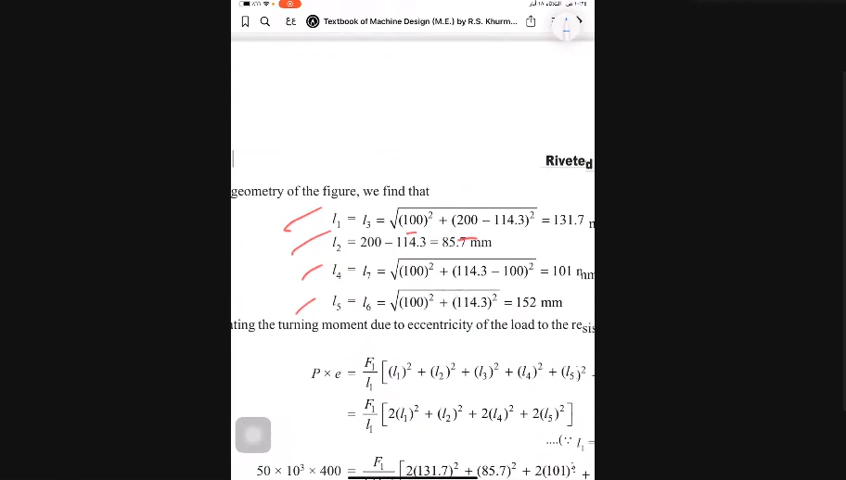 Textbook of Machine Design (M.E.) by R.S. Khurm...
Riveted
geometry of the figure, we find that
l₁ = l₃ = √(100)² + (200 – 114.3)² = 131.7
l₂ = 200 – 114.3 = 85.7 mm
l₄ = l₇ = √(100)² + (114.3 – 100)² = 101 mm
l₅ = l₆ = √(100)² + (114.3)² = 152 mm
ting the turning moment due to eccentricity of the load to the resis
P × e = F₁/l₁ [(l₁)² + (l₂)² + (l₃)² + (l₄)² + (l₅)²
= F₁/l₁ [2(l₁)² + (l₂)² + 2(l₄)² + 2(l₅)²]
....(∵ l₁ =
50 × 10³ × 400 = F₁ [2(131.7)² + (85.7)² + 2(101)² +